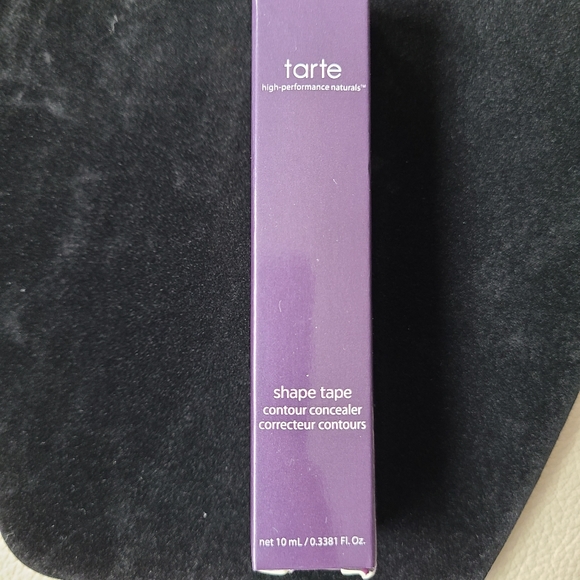 tarte
high-performance naturals™
shape tape
contour concealer
correcteur contours
net 10 mL / 0.3381 Fl. Oz.